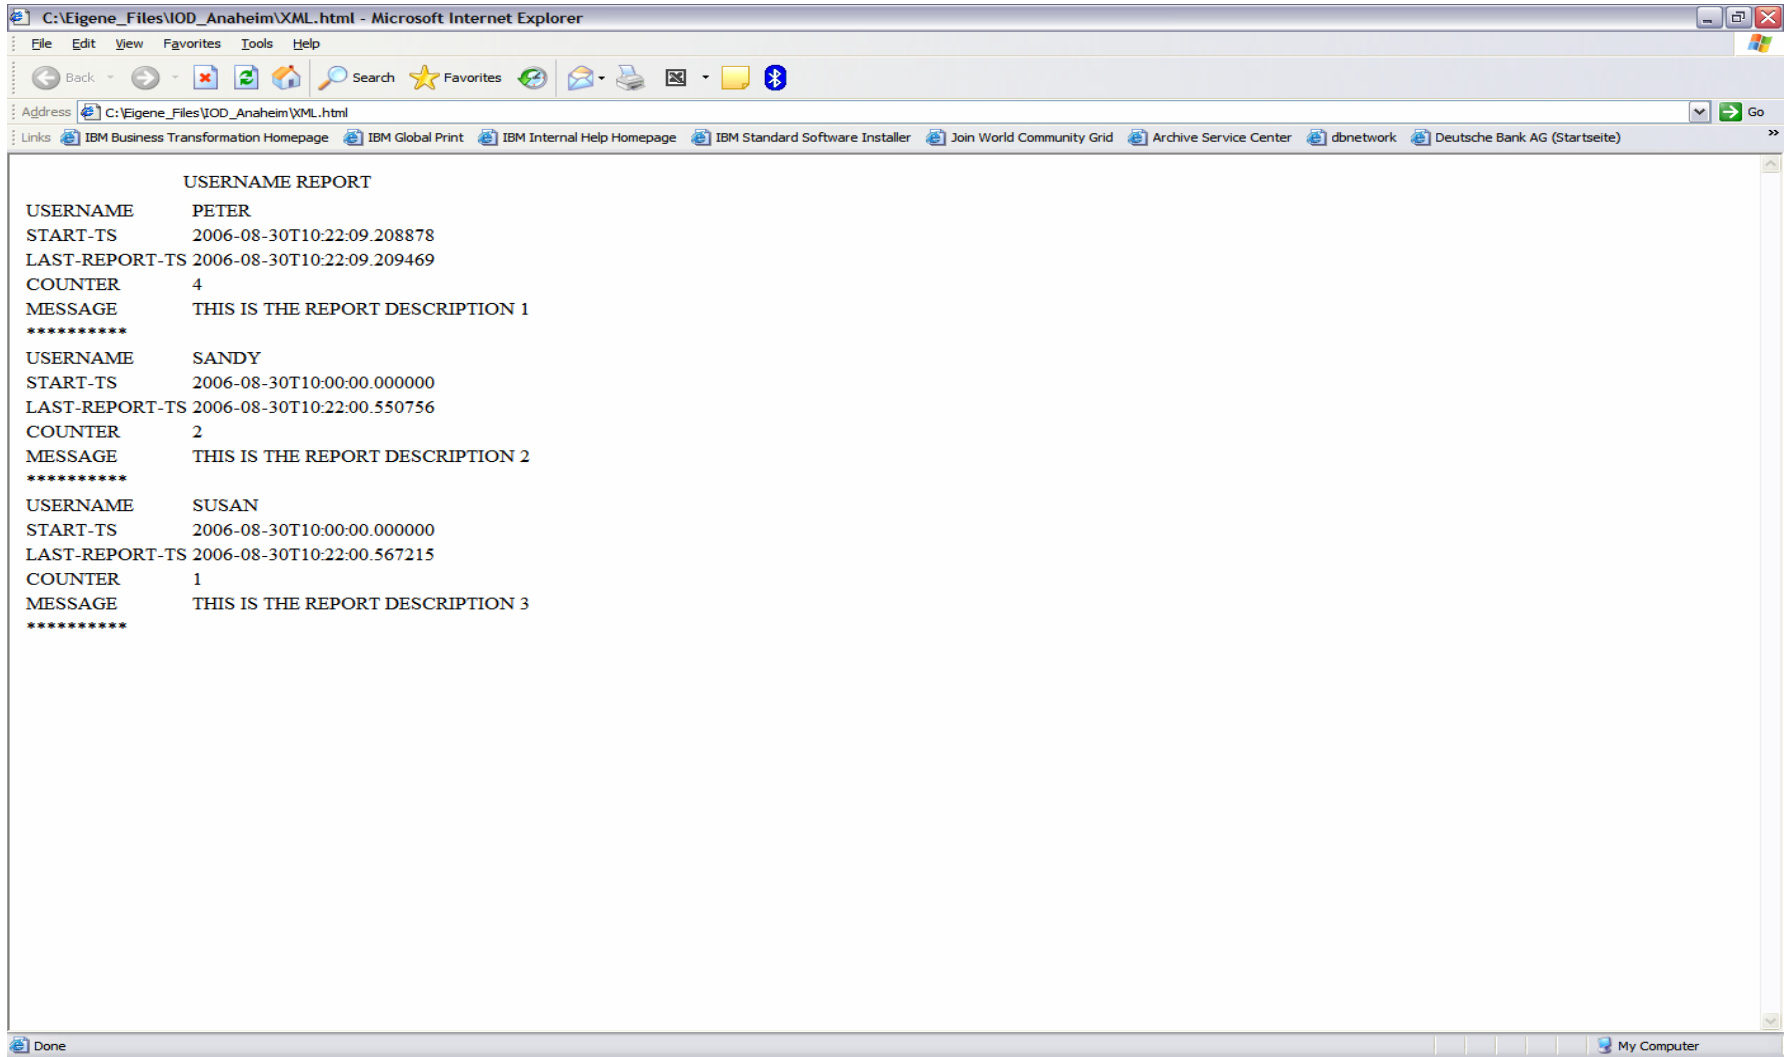 C:\Eigene_Files\IOD_Anaheim\XML.html - Microsoft Internet Explorer
File Edit View Favorites Tools Help
Back Search Favorites
Address C:\Eigene_Files\IOD_Anaheim\XML.html Go
Links IBM Business Transformation Homepage IBM Global Print IBM Internal Help Homepage IBM Standard Software Installer Join World Community Grid Archive Service Center dbnetwork Deutsche Bank AG (Startseite) »
USERNAME REPORT
USERNAME PETER
START-TS 2006-08-30T10:22:09.208878
LAST-REPORT-TS 2006-08-30T10:22:09.209469
COUNTER 4
MESSAGE THIS IS THE REPORT DESCRIPTION 1
**********
USERNAME SANDY
START-TS 2006-08-30T10:00:00.000000
LAST-REPORT-TS 2006-08-30T10:22:00.550756
COUNTER 2
MESSAGE THIS IS THE REPORT DESCRIPTION 2
**********
USERNAME SUSAN
START-TS 2006-08-30T10:00:00.000000
LAST-REPORT-TS 2006-08-30T10:22:00.567215
COUNTER 1
MESSAGE THIS IS THE REPORT DESCRIPTION 3
**********
Done My Computer